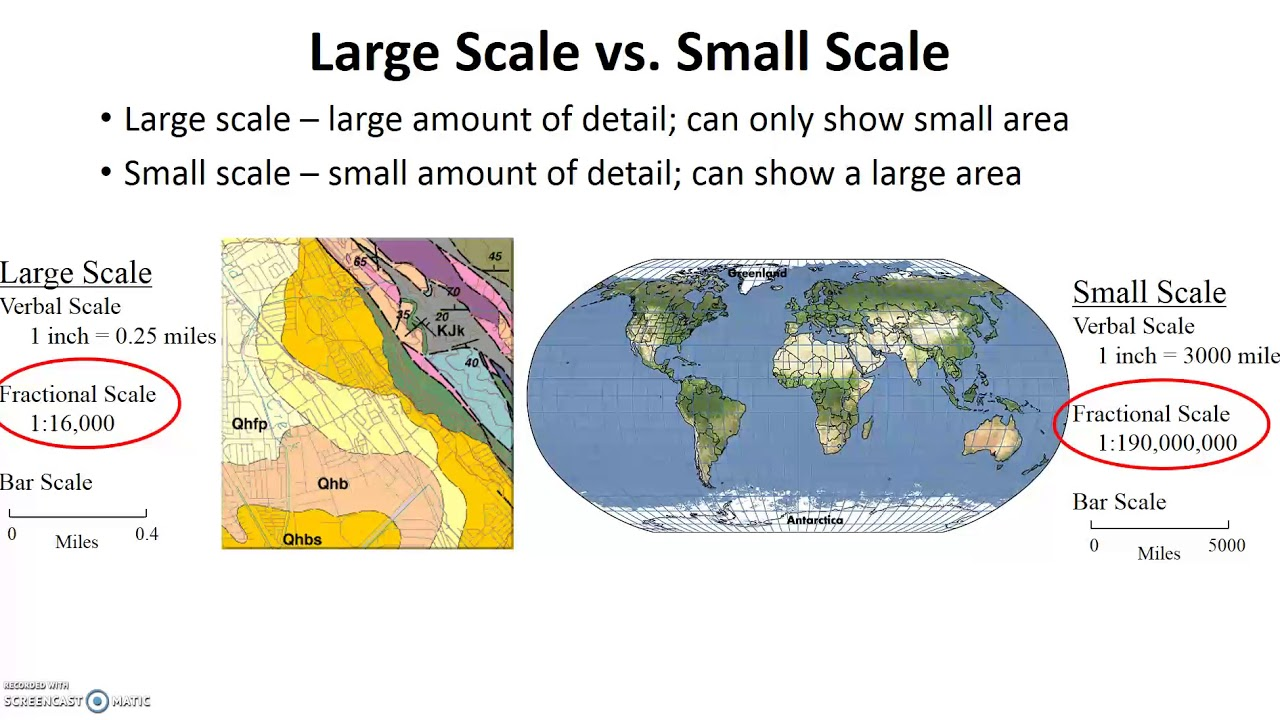 Large Scale vs. Small Scale
• Large scale – large amount of detail; can only show small area
• Small scale – small amount of detail; can show a large area
Large Scale
Verbal Scale
1 inch = 0.25 miles
Fractional Scale
1:16,000
Bar Scale
0 0.4
Miles
65
45
70
35
20
KJk
40
Qhfp
Qhb
Qhbs
Greenland
Antarctica
Small Scale
Verbal Scale
1 inch = 3000 mile
Fractional Scale
1:190,000,000
Bar Scale
0 5000
Miles
RECORDED WITH
SCREENCAST MATIC